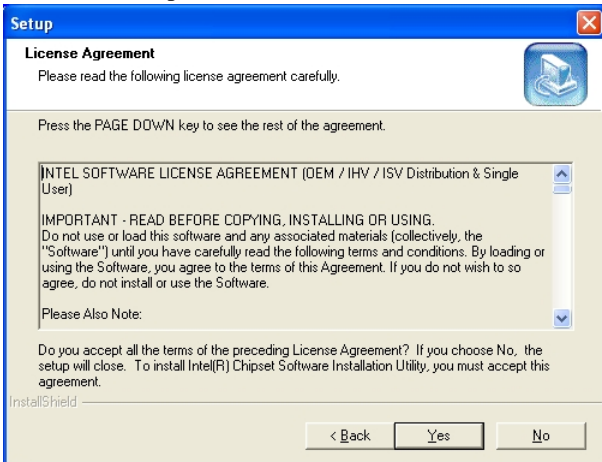 Setup
License Agreement
Please read the following license agreement carefully.
Press the PAGE DOWN key to see the rest of the agreement.
INTEL SOFTWARE LICENSE AGREEMENT (OEM / IHV / ISV Distribution & Single
User)
IMPORTANT - READ BEFORE COPYING, INSTALLING OR USING.
Do not use or load this software and any associated materials (collectively, the
"Software") until you have carefully read the following terms and conditions. By loading or
using the Software, you agree to the terms of this Agreement. If you do not wish to so
agree, do not install or use the Software.
Please Also Note:
Do you accept all the terms of the preceding License Agreement? If you choose No, the
setup will close. To install Intel(R) Chipset Software Installation Utility, you must accept this
agreement.
InstallShield
< Back Yes No